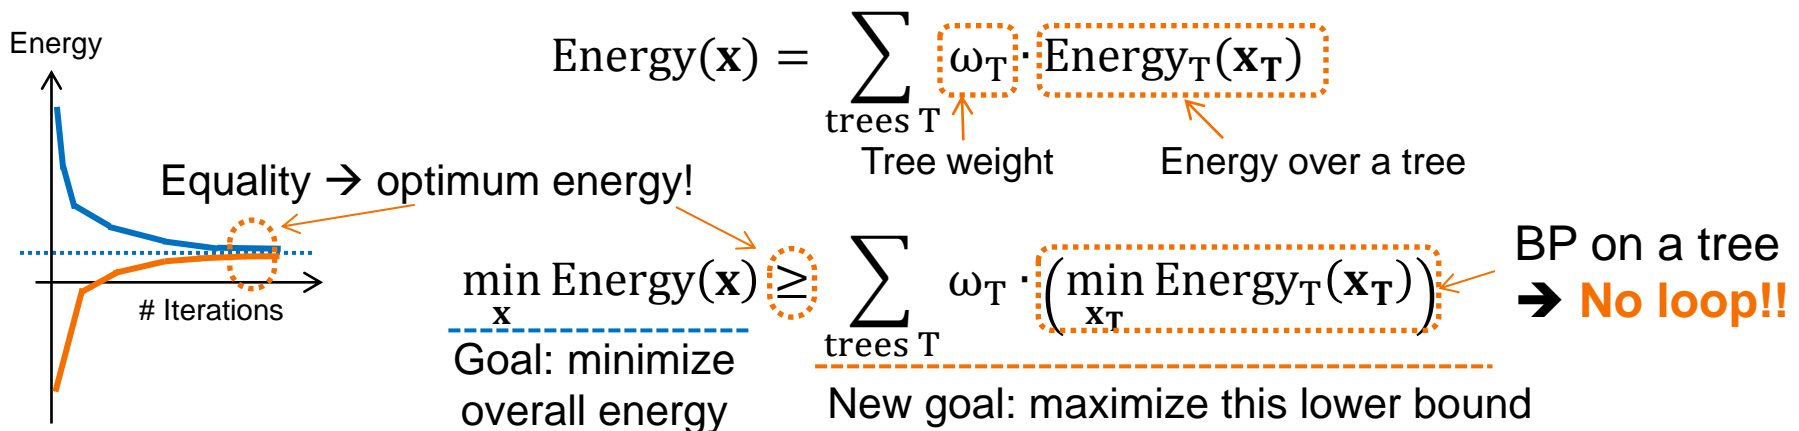 Energy
# Iterations
Equality → optimum energy!
Energy(𝐱) = ∑ ω_T · Energy_T(𝐱_𝐓)
trees T
Tree weight
Energy over a tree
min Energy(𝐱) ≥ ∑ ω_T · (min Energy_T(𝐱_𝐓))
𝐱
trees T
𝐱_𝐓
BP on a tree
➔ No loop!!
Goal: minimize
overall energy
New goal: maximize this lower bound